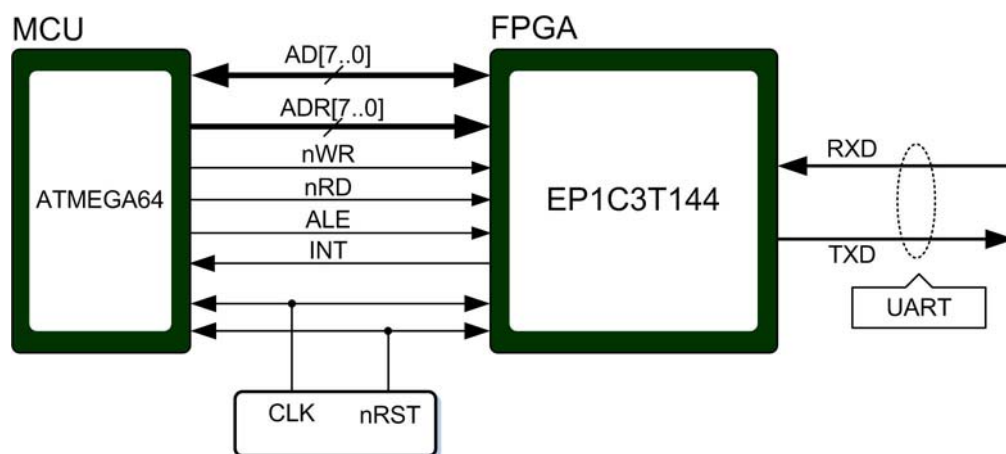 MCU
FPGA
AD[7..0]
ADR[7..0]
nWR
nRD
ALE
INT
ATMEGA64
EP1C3T144
RXD
TXD
UART
CLK nRST